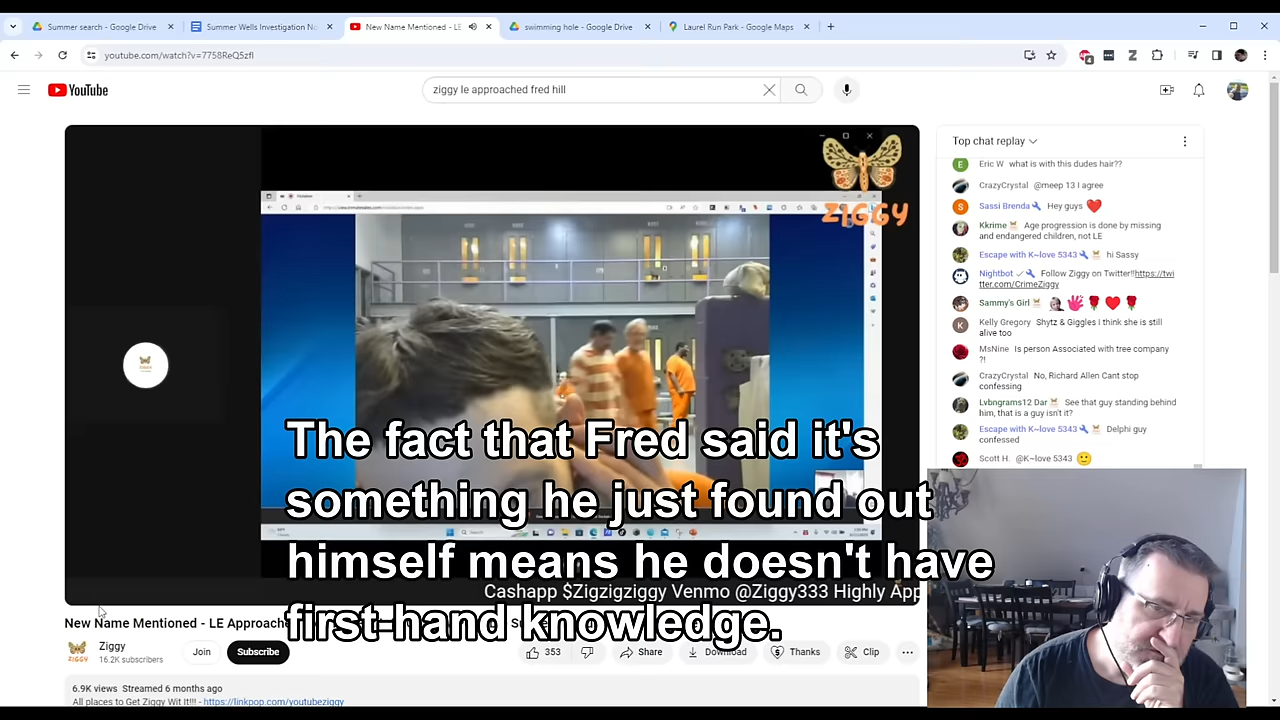 Summer search - Google Drive
Summer Wells Investigation No
New Name Mentioned - LE
swimming hole - Google Drive
Laurel Run Park - Google Maps
youtube.com/watch?v=7758ReQ5zfI
YouTube
ziggy le approached fred hill
ZIGGY
Top chat replay
Eric W what is with this dudes hair??
CrazyCrystal @meep 13 I agree
Sassi Brenda Hey guys
Kkrime Age progression is done by missing
and endangered children, not LE
Escape with K~love 5343 hi Sassy
Nightbot Follow Ziggy on Twitter!!https://twi
tter.com/CrimeZiggy
Sammy's Girl
Kelly Gregory Shytz & Giggles I think she is still
alive too
MsNine Is person Associated with tree company
?!
CrazyCrystal No, Richard Allen Cant stop
confessing
Lvbngrams12 Dar See that guy standing behind
him, that is a guy isn't it?
Escape with K~love 5343 Delphi guy
confessed
Scott H. @K~love 5343
The fact that Fred said it's
something he just found out
himself means he doesn't have
first-hand knowledge.
Cashapp $Zigzigziggy Venmo @Ziggy333 Highly App
New Name Mentioned - LE Approache
Ziggy
16.2K subscribers
Join
Subscribe
353
Share
Download
Thanks
Clip
6.9K views Streamed 6 months ago
All places to Get Ziggy Wit It!!! - https://linkpop.com/youtubeziggy